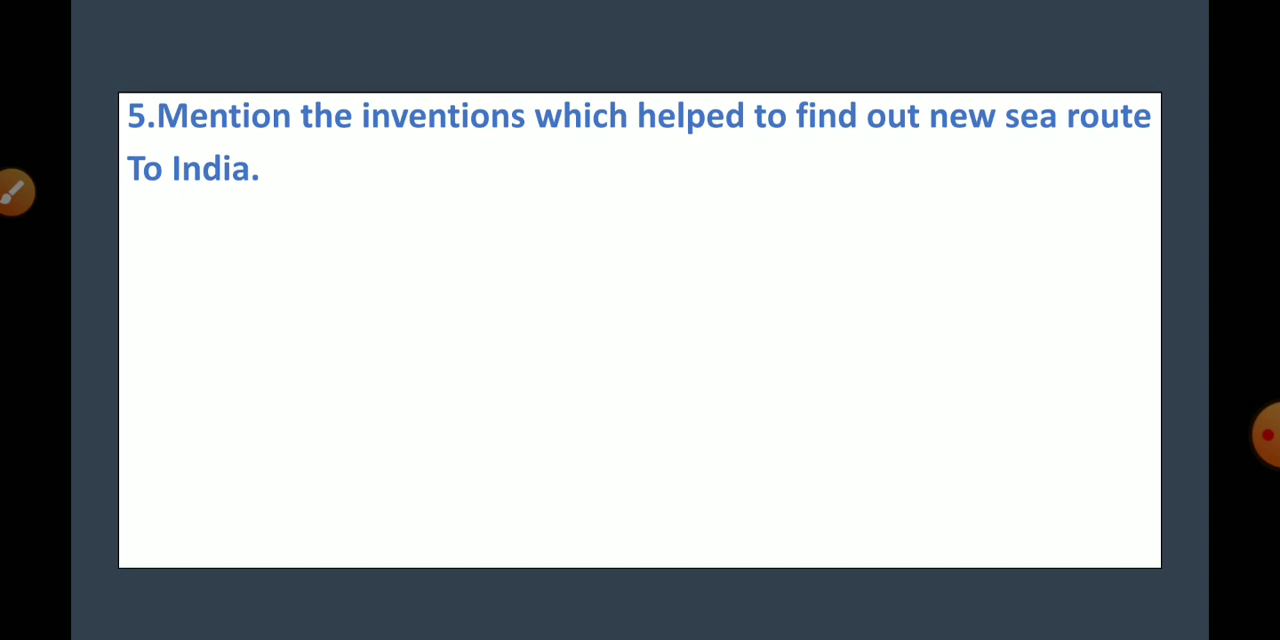 5.Mention the inventions which helped to find out new sea route
To India.